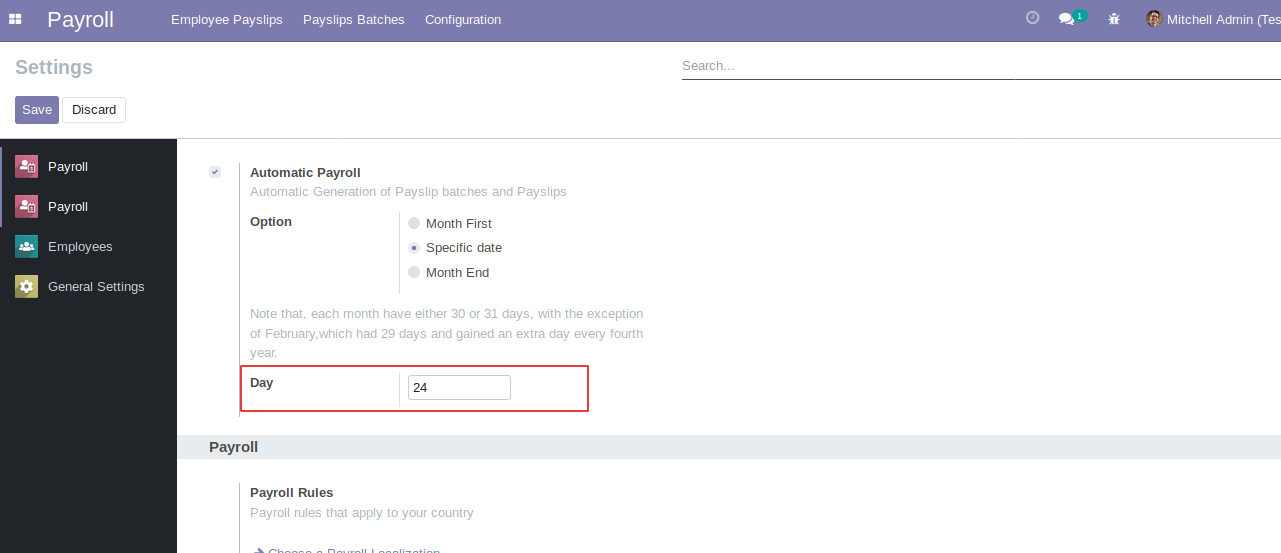 Payroll
Employee Payslips
Payslips Batches
Configuration
1
Mitchell Admin (Tes
Settings
Search...
Save
Discard
Payroll
Payroll
Employees
General Settings
Automatic Payroll
Automatic Generation of Payslip batches and Payslips
Option
Month First
Specific date
Month End
Note that, each month have either 30 or 31 days, with the exception
of February,which had 29 days and gained an extra day every fourth
year.
Day
24
Payroll
Payroll Rules
Payroll rules that apply to your country
Choose a Payroll Localization